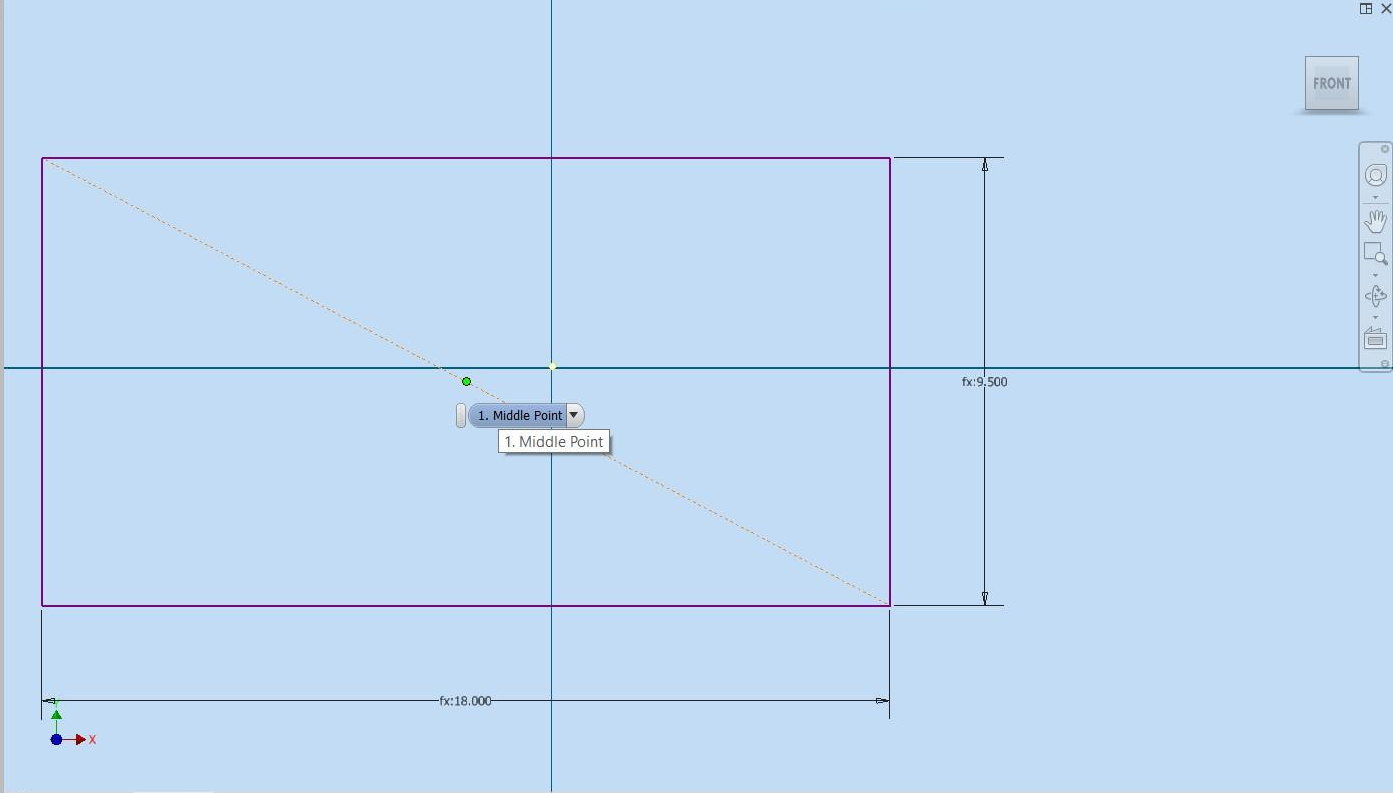 FRONT
fx:9.500
1. Middle Point
1. Middle Point
fx:18.000
X